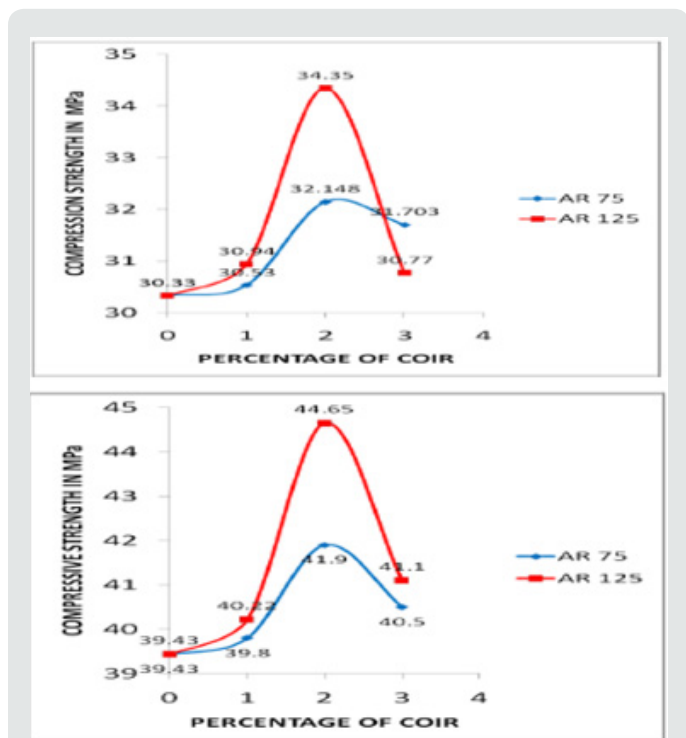 COMPRESSION STRENGTH IN MPa
35
34
33
32
31
30
34.35
32.148
31.703
30.94
30.77
30.53
30.33
AR 75
AR 125
0 1 2 3 4
PERCENTAGE OF COIR
COMPRESSIVE STRENGTH IN MPa
45
44
43
42
41
40
39
44.65
41.9
41.1
40.22
40.5
39.43
39.8
39.43
AR 75
AR 125
0 1 2 3 4
PERCENTAGE OF COIR